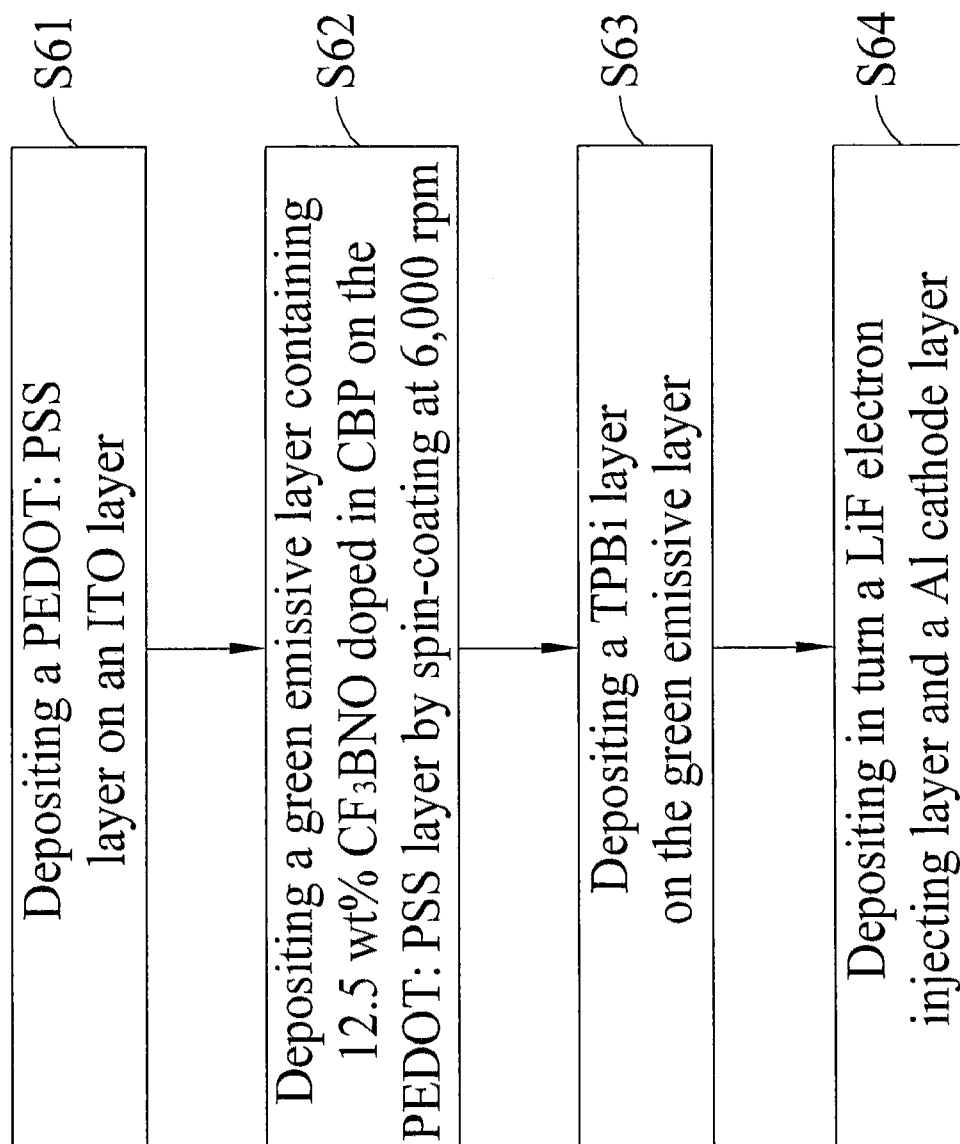 Depositing a PEDOT: PSS
layer on an ITO layer
S61
Depositing a green emissive layer containing
12.5 wt% CF₃BNO doped in CBP on the
PEDOT: PSS layer by spin-coating at 6,000 rpm
S62
Depositing a TPBi layer
on the green emissive layer
S63
Depositing in turn a LiF electron
injecting layer and a Al cathode layer
S64